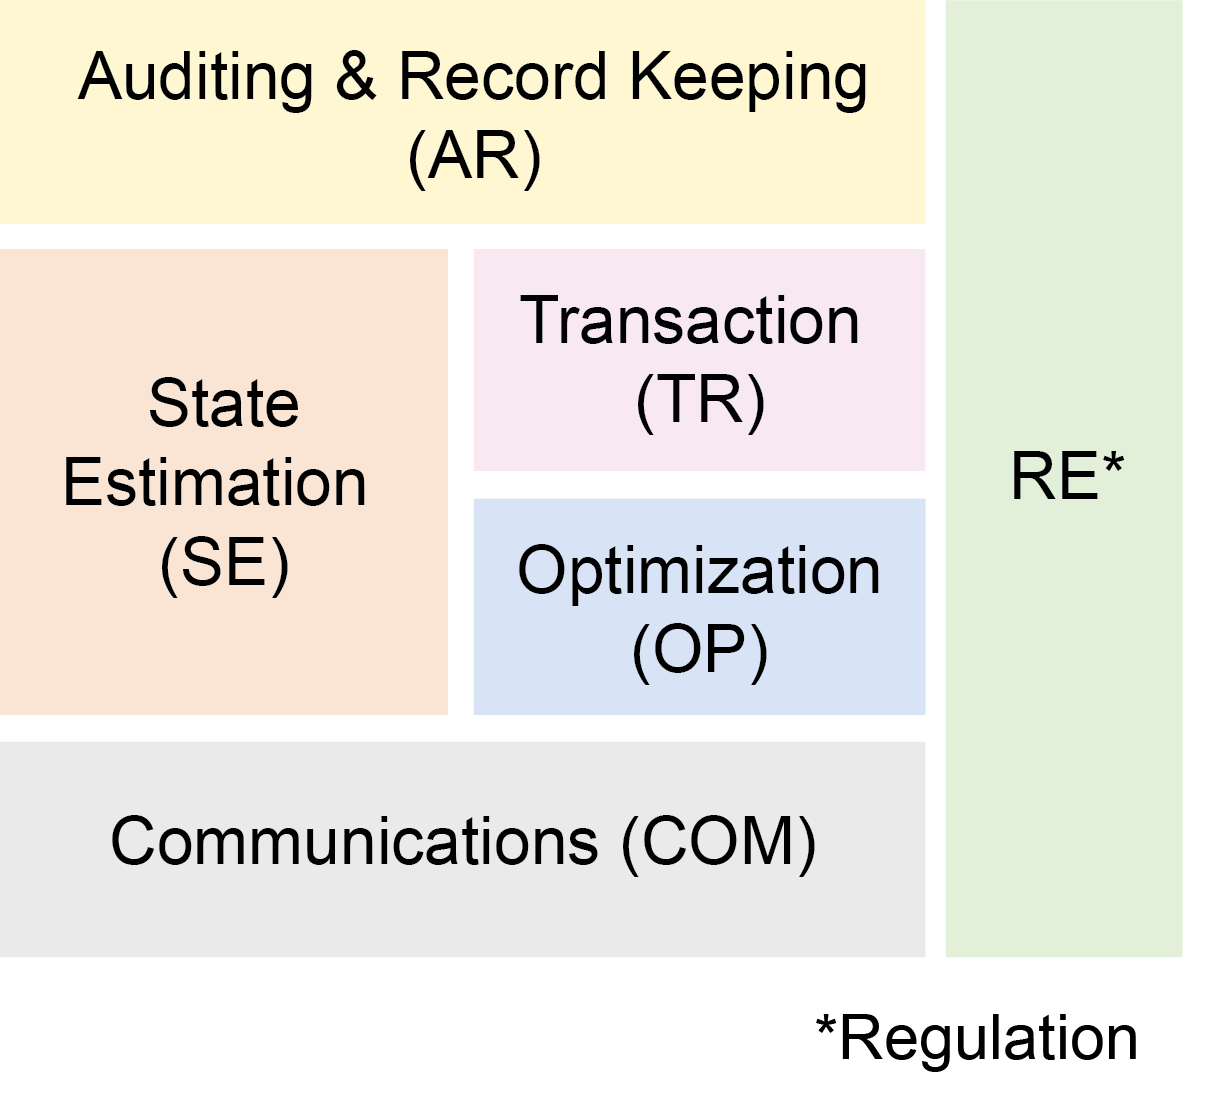 Auditing & Record Keeping
(AR)
State
Estimation
(SE)
Transaction
(TR)
Optimization
(OP)
Communications (COM)
RE*
*Regulation